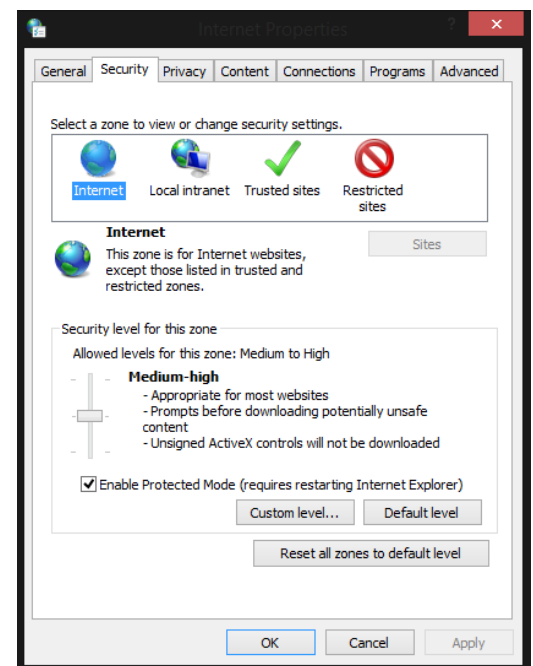 Internet Properties
?
×
General Security Privacy Content Connections Programs Advanced
Select a zone to view or change security settings.
Internet Local intranet Trusted sites Restricted
sites
Internet
This zone is for Internet websites,
except those listed in trusted and
restricted zones.
Sites
Security level for this zone
Allowed levels for this zone: Medium to High
Medium-high
- Appropriate for most websites
- Prompts before downloading potentially unsafe
content
- Unsigned ActiveX controls will not be downloaded
Enable Protected Mode (requires restarting Internet Explorer)
Custom level... Default level
Reset all zones to default level
OK Cancel Apply